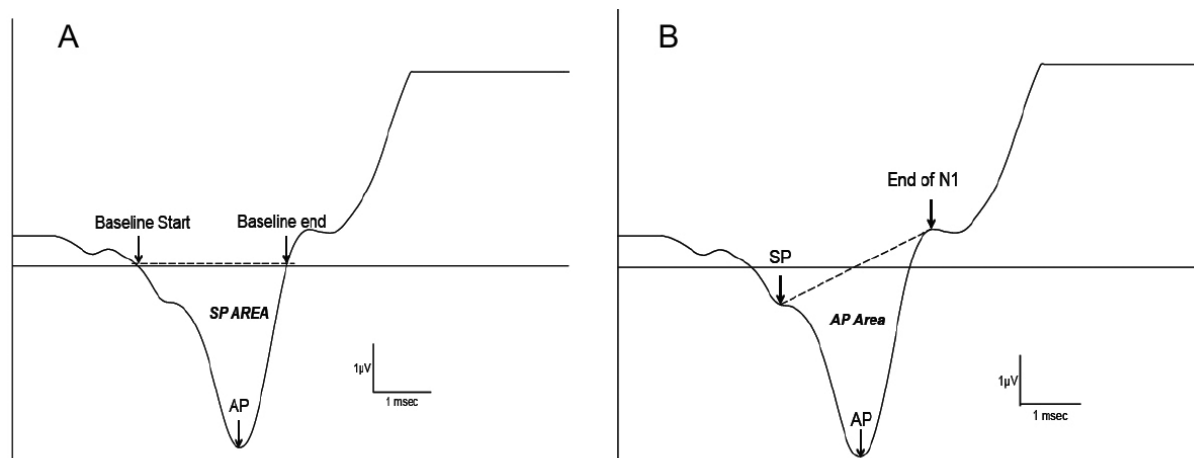 A
Baseline Start
Baseline end
SP AREA
AP
1µV
1 msec
B
End of N1
SP
AP Area
AP
1µV
1 msec